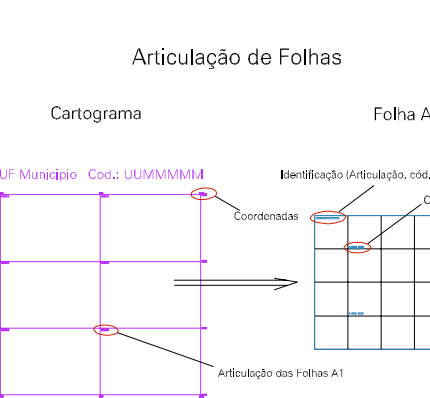 Articulação de Folhas
Cartograma
Folha A
UF Municipio Cod.: UUMMMMM
Identificação (Articulação, cód.
C
Coordenadas
Articulação das Folhas A1